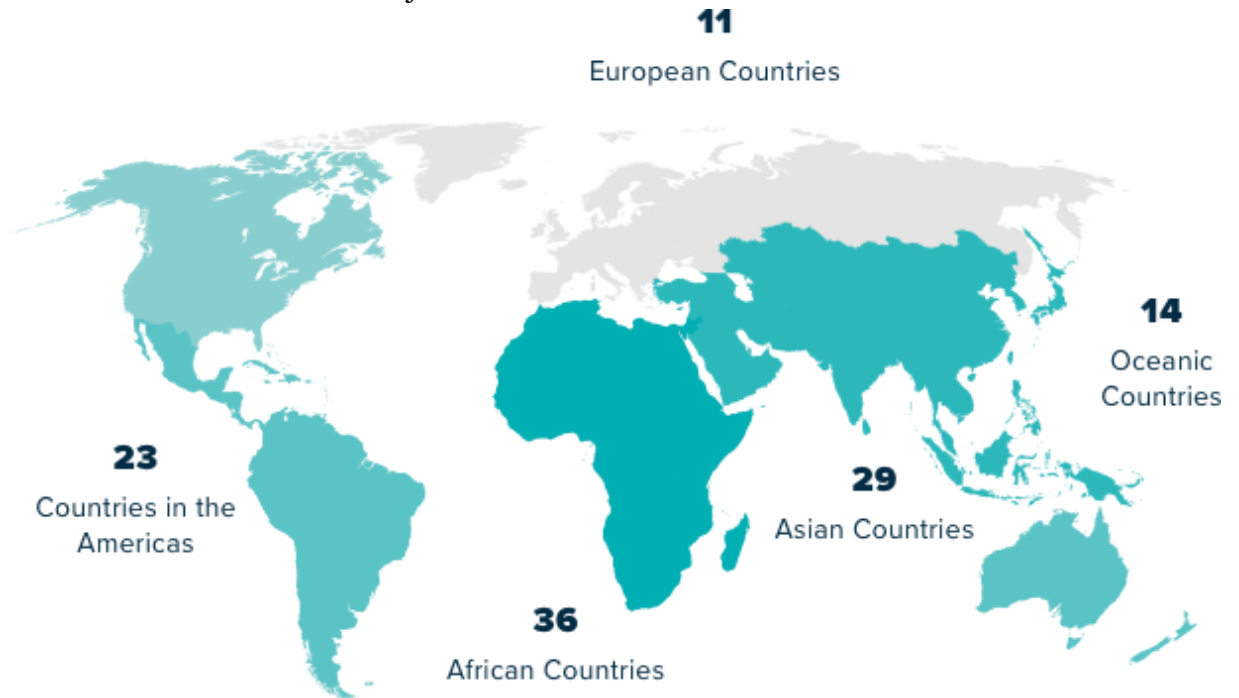 11
European Countries
14
Oceanic
Countries
23
Countries in the
Americas
29
Asian Countries
36
African Countries